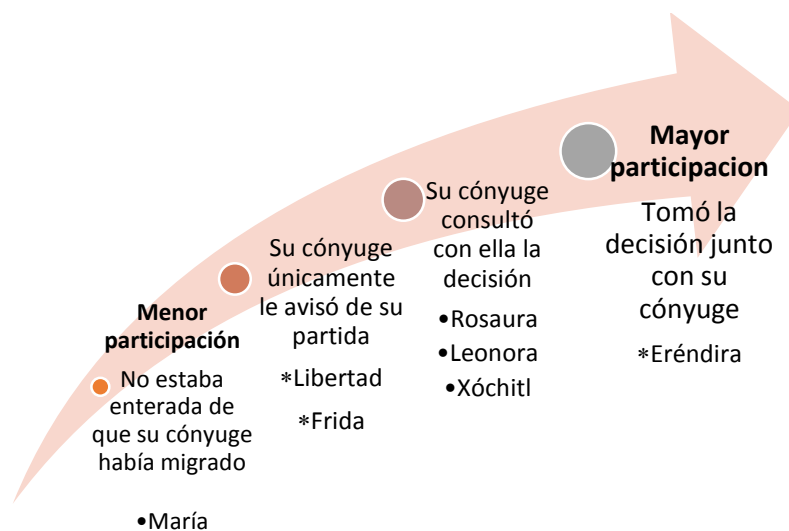 Menor
participación
No estaba
enterada de
que su cónyuge
había migrado
•María
Su cónyuge
únicamente
le avisó de su
partida
*Libertad
*Frida
Su cónyuge
consultó
con ella la
decisión
•Rosaura
•Leonora
•Xóchitl
Mayor
participacion
Tomó la
decisión junto
con su
cónyuge
*Eréndira